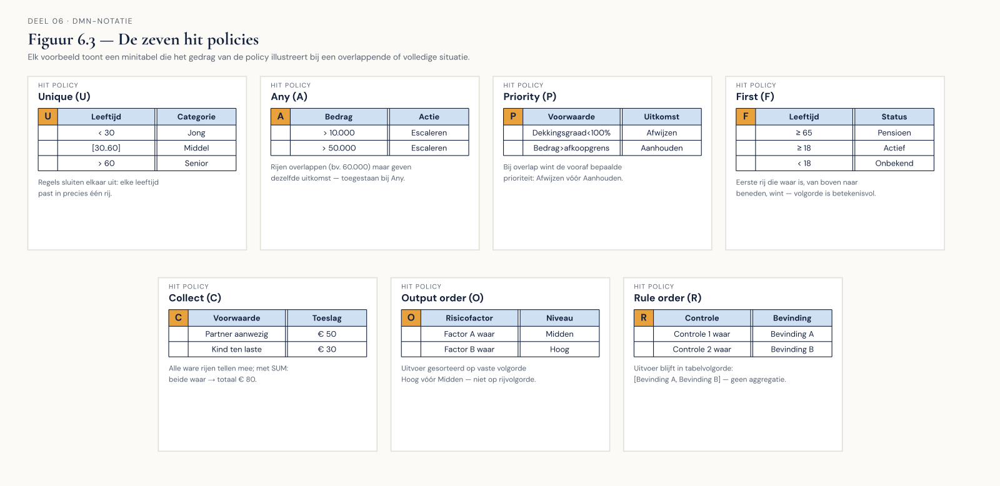 DEEL 06 · DMN-NOTATIE
Figuur 6.3 — De zeven hit policies
Elk voorbeeld toont een minitabel die het gedrag van de policy illustreert bij een overlappende of volledige situatie.
HIT POLICY
Unique (U)
U Leeftijd Categorie
< 30 Jong
[30..60] Middel
> 60 Senior
Regels sluiten elkaar uit: elke leeftijd
past in precies één rij.
HIT POLICY
Any (A)
A Bedrag Actie
> 10.000 Escaleren
> 50.000 Escaleren
Rijen overlappen (bv. 60.000) maar geven
dezelfde uitkomst — toegestaan bij Any.
HIT POLICY
Priority (P)
P Voorwaarde Uitkomst
Dekkingsgraad<100% Afwijzen
Bedrag>afkoopgrens Aanhouden
Bij overlap wint de vooraf bepaalde
prioriteit: Afwijzen vóór Aanhouden.
HIT POLICY
First (F)
F Leeftijd Status
≥ 65 Pensioen
≥ 18 Actief
< 18 Onbekend
Eerste rij die waar is, van boven naar
beneden, wint — volgorde is betekenisvol.
HIT POLICY
Collect (C)
C Voorwaarde Toeslag
Partner aanwezig € 50
Kind ten laste € 30
Alle ware rijen tellen mee; met SUM:
beide waar → totaal € 80.
HIT POLICY
Output order (O)
O Risicofactor Niveau
Factor A waar Midden
Factor B waar Hoog
Uitvoer gesorteerd op vaste volgorde
Hoog vóór Midden — niet op rijvolgorde.
HIT POLICY
Rule order (R)
R Controle Bevinding
Controle 1 waar Bevinding A
Controle 2 waar Bevinding B
Uitvoer blijft in tabelvolgorde:
[Bevinding A, Bevinding B] — geen aggregatie.